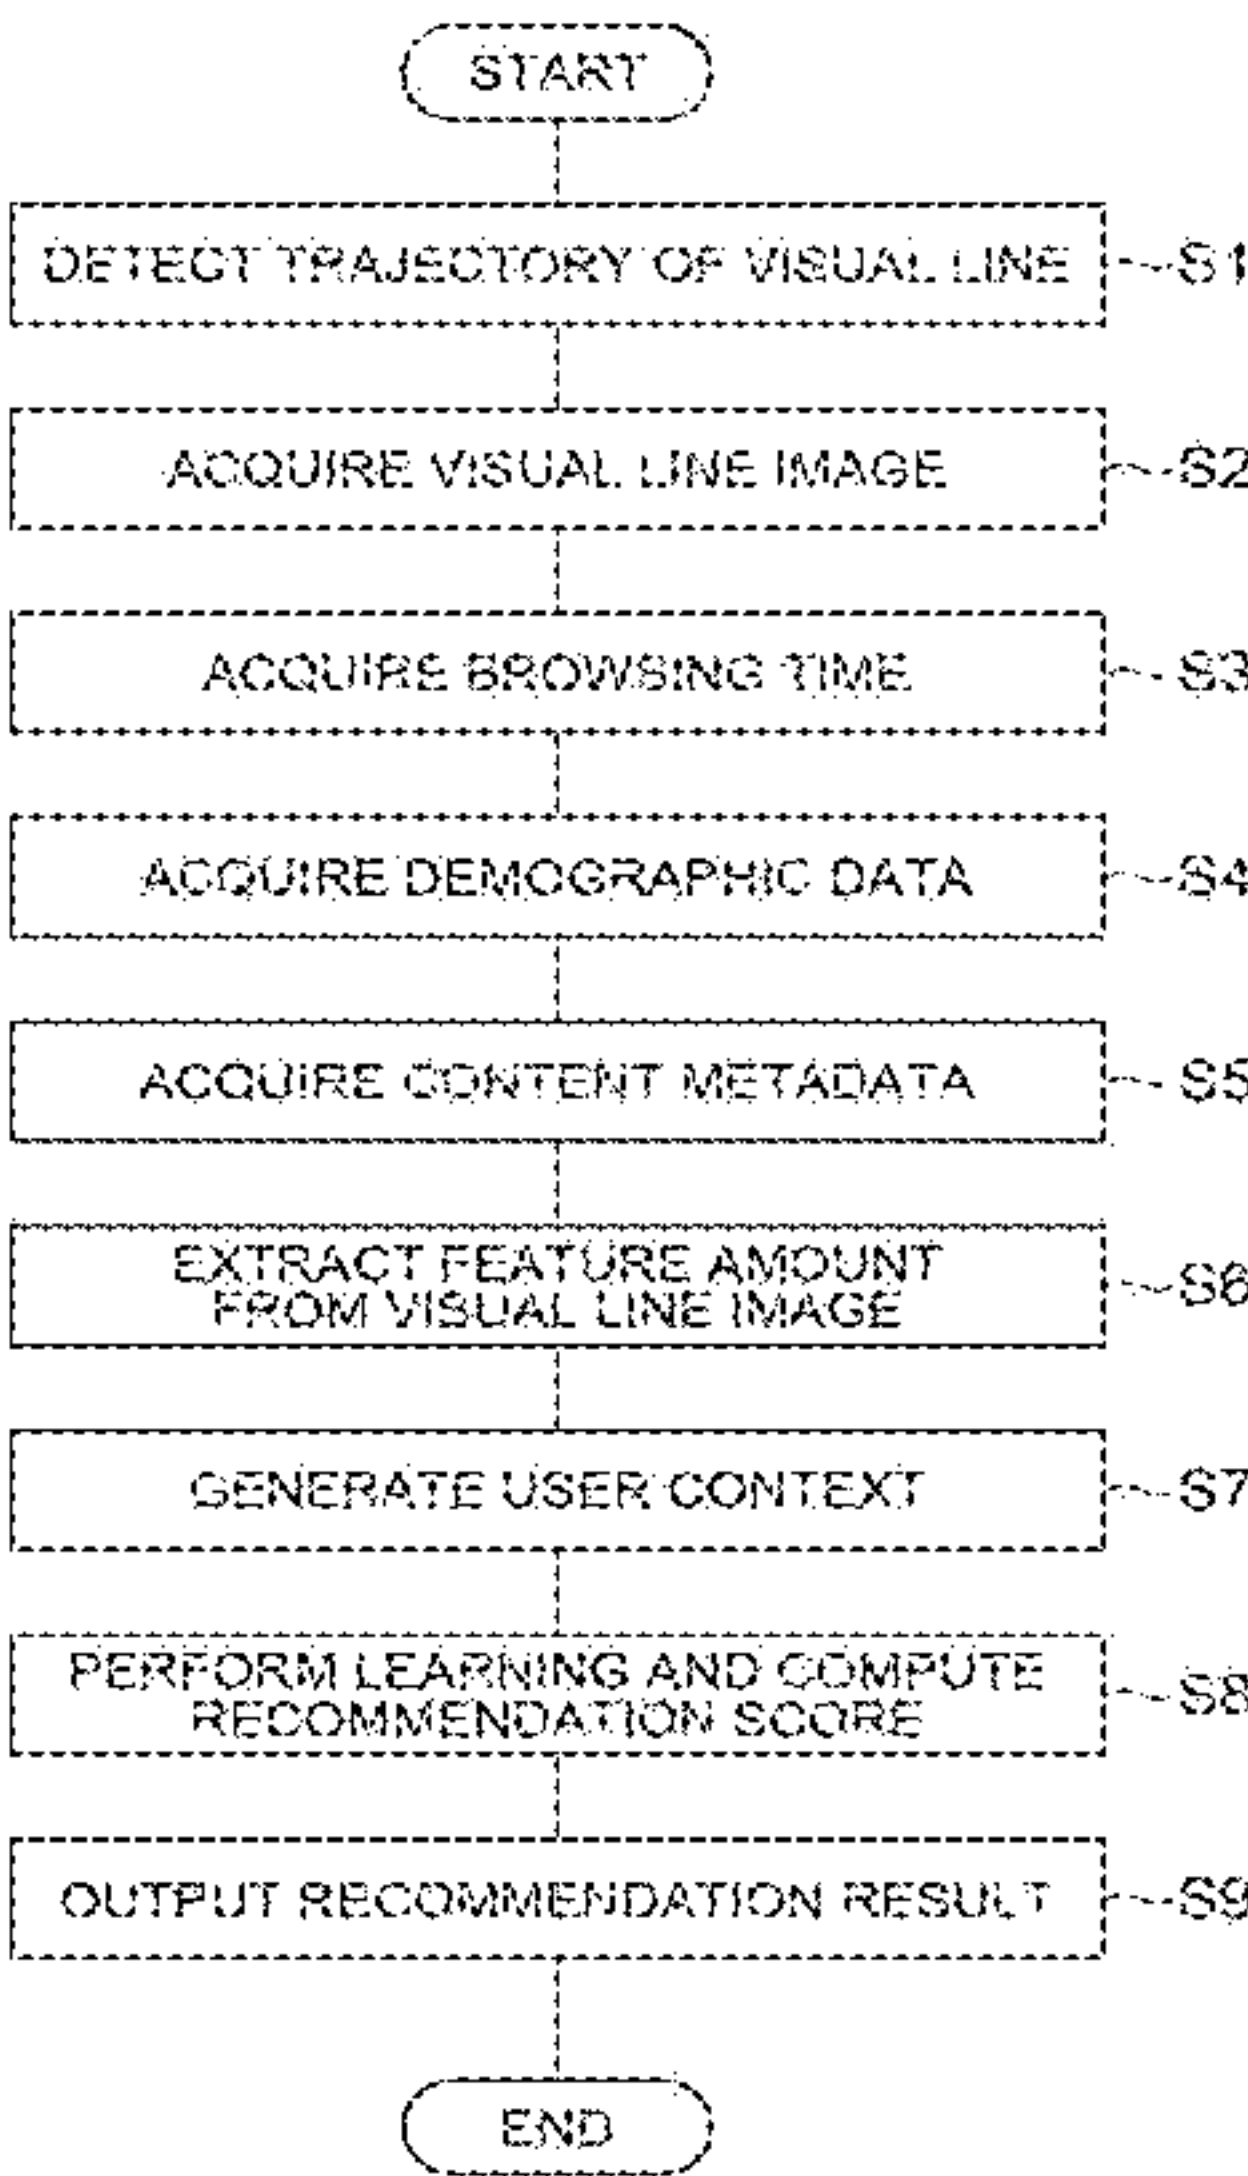 START
DETECT TRAJECTORY OF VISUAL LINE
S1
ACQUIRE VISUAL LINE IMAGE
S2
ACQUIRE BROWSING TIME
S3
ACQUIRE DEMOGRAPHIC DATA
S4
ACQUIRE CONTENT METADATA
S5
EXTRACT FEATURE AMOUNT
FROM VISUAL LINE IMAGE
S6
GENERATE USER CONTEXT
S7
PERFORM LEARNING AND COMPUTE
RECOMMENDATION SCORE
S8
OUTPUT RECOMMENDATION RESULT
S9
END